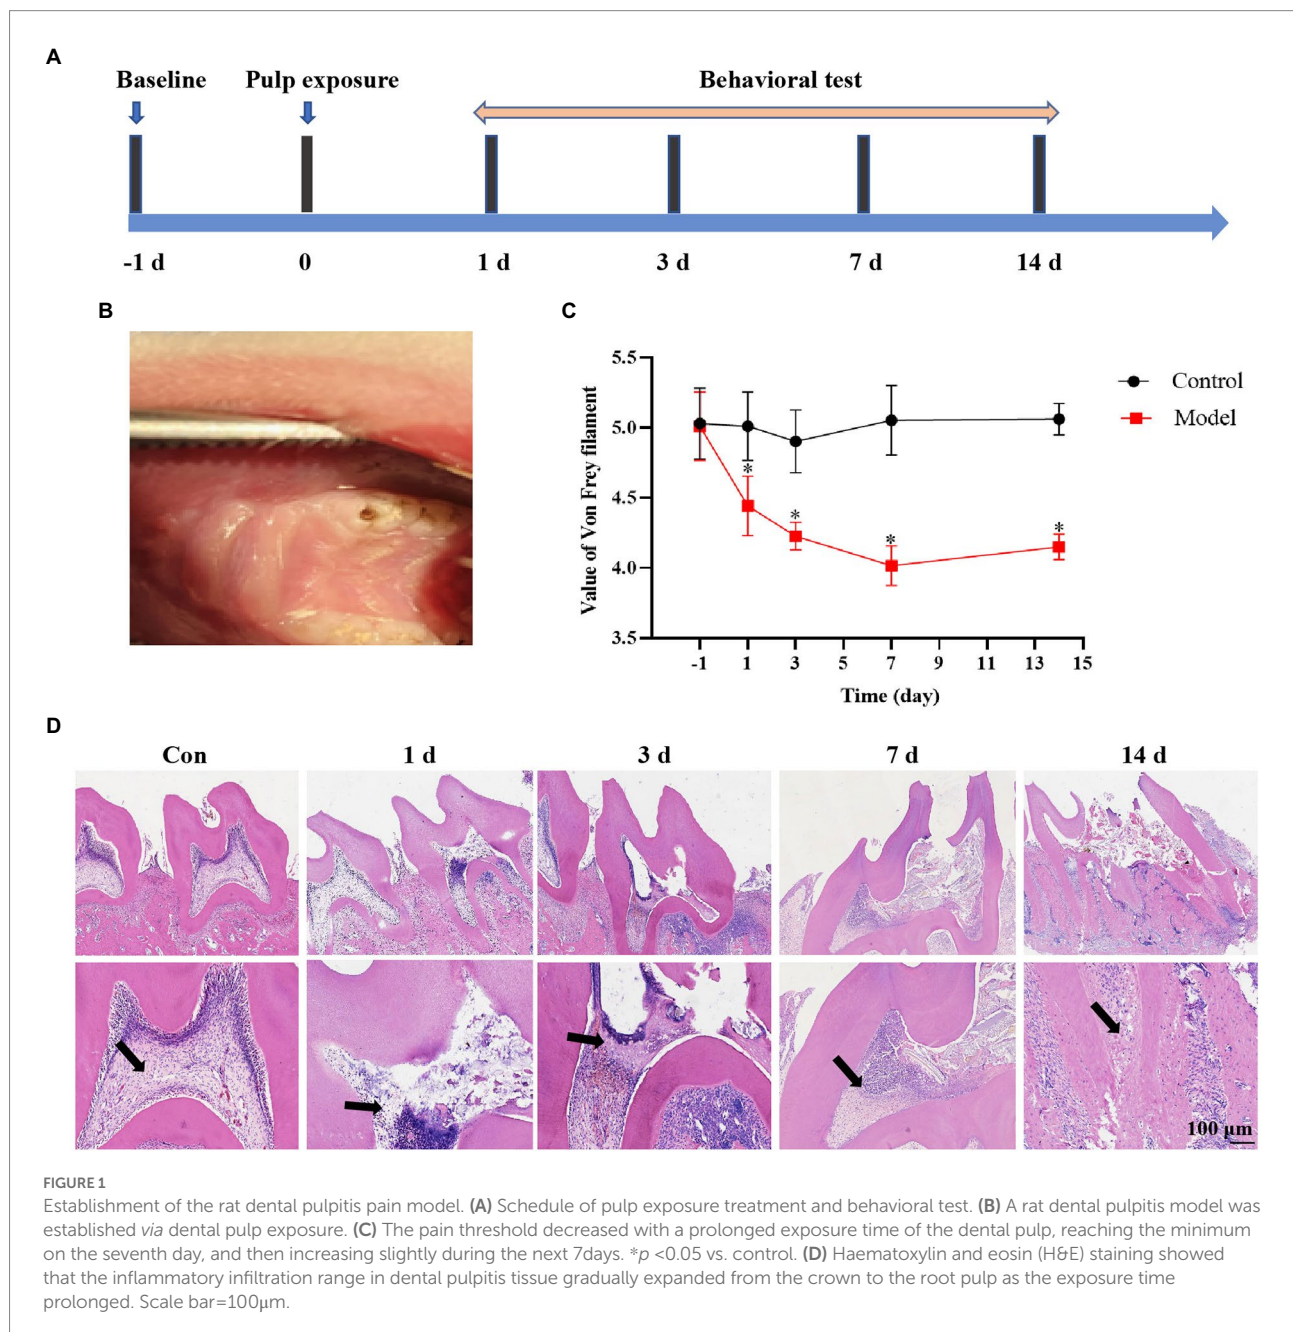 A
Baseline Pulp exposure Behavioral test
-1 d 0 1 d 3 d 7 d 14 d
B
C
5.5
5.0
4.5
4.0
3.5
Value of Von Frey filament
* * * *
-1 1 3 5 7 9 11 13 15
Time (day)
Control
Model
D
Con 1 d 3 d 7 d 14 d
100 μm
FIGURE 1
Establishment of the rat dental pulpitis pain model. (A) Schedule of pulp exposure treatment and behavioral test. (B) A rat dental pulpitis model was
established via dental pulp exposure. (C) The pain threshold decreased with a prolonged exposure time of the dental pulp, reaching the minimum
on the seventh day, and then increasing slightly during the next 7days. *p <0.05 vs. control. (D) Haematoxylin and eosin (H&E) staining showed
that the inflammatory infiltration range in dental pulpitis tissue gradually expanded from the crown to the root pulp as the exposure time
prolonged. Scale bar=100μm.